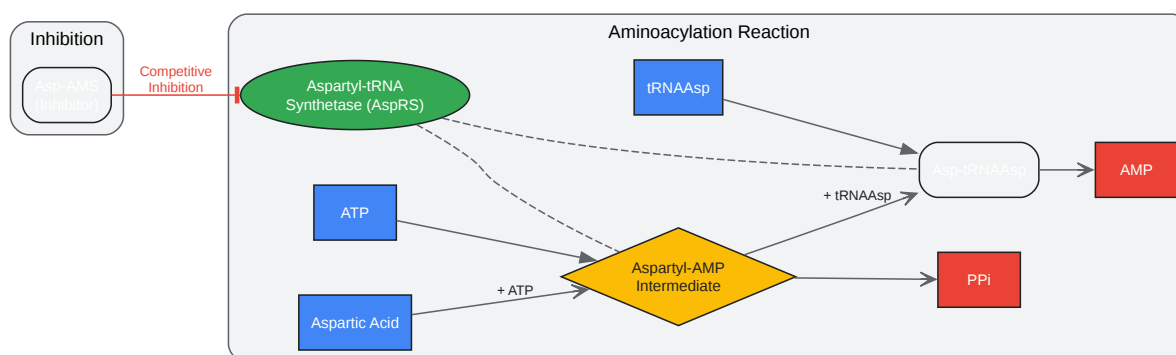 Inhibition
Asp-AMS
(Inhibitor)
Competitive
Inhibition
Aminoacylation Reaction
Aspartyl-tRNA
Synthetase (AspRS)
tRNAAsp
Asp-tRNAAsp
AMP
+ tRNAAsp
ATP
Aspartyl-AMP
Intermediate
PPi
+ ATP
Aspartic Acid